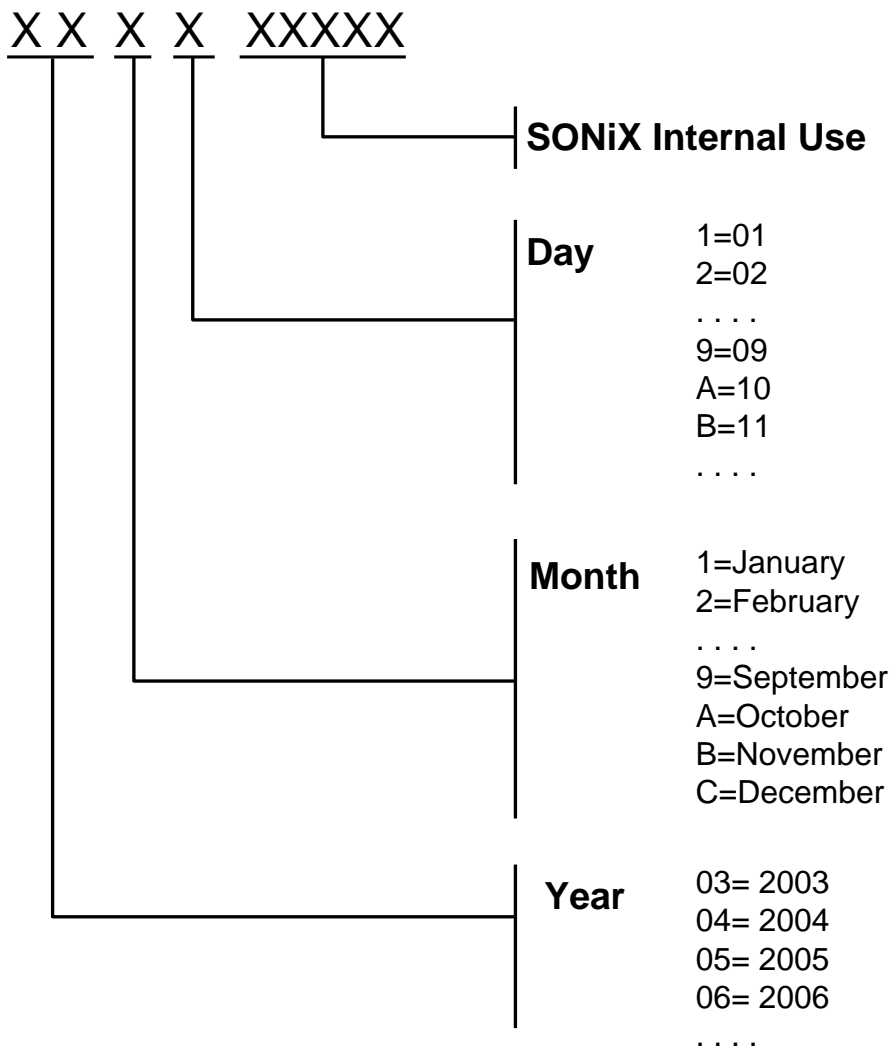 X X X X XXXXX
SONiX Internal Use
Day
1=01
2=02
. . . .
9=09
A=10
B=11
. . . .
Month
1=January
2=February
. . . .
9=September
A=October
B=November
C=December
Year
03= 2003
04= 2004
05= 2005
06= 2006
. . . .